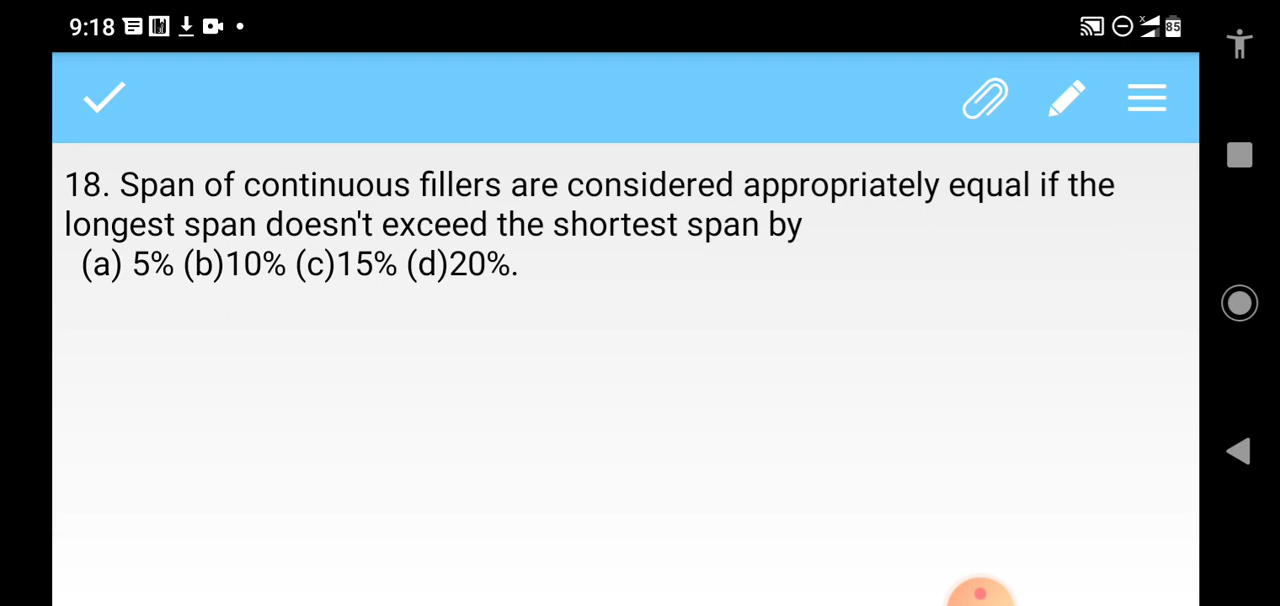 9:18
85
18. Span of continuous fillers are considered appropriately equal if the
longest span doesn't exceed the shortest span by
(a) 5% (b)10% (c)15% (d)20%.